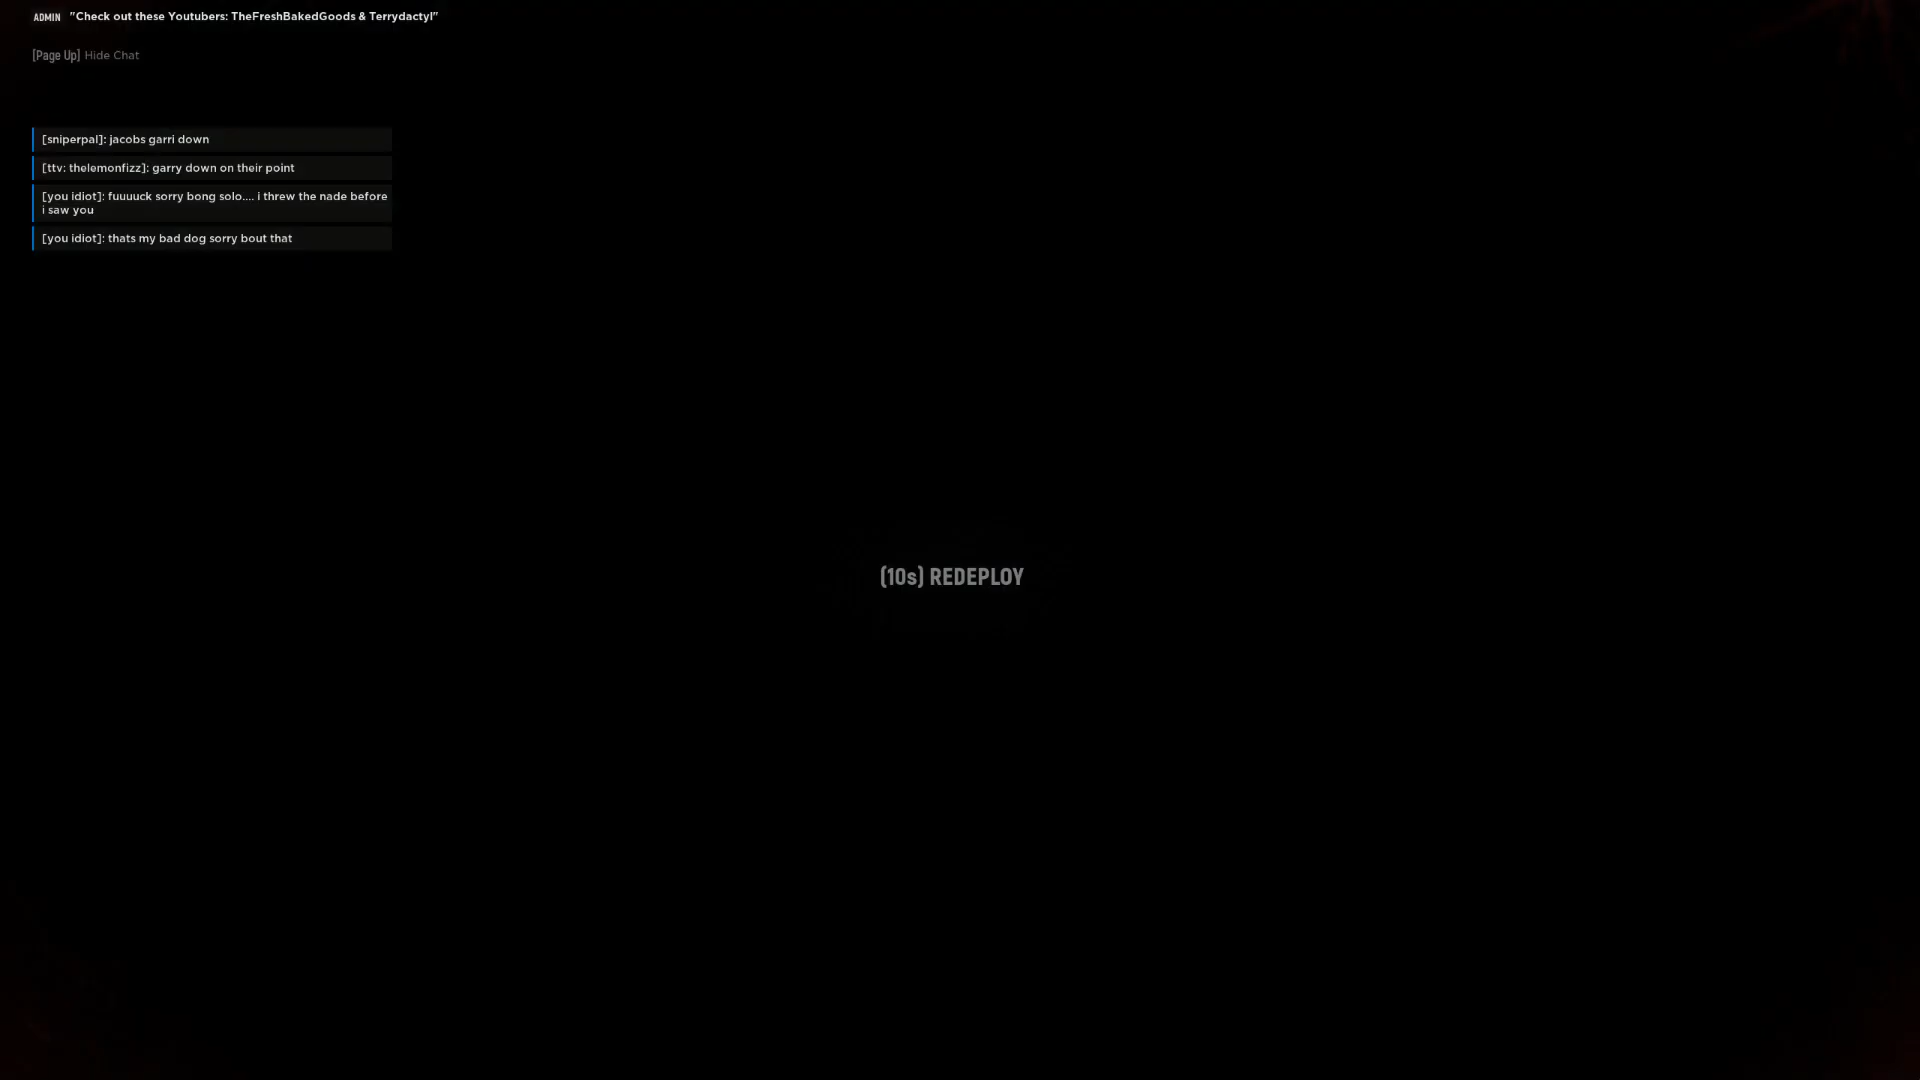 ADMIN "Check out these Youtubers: TheFreshBakedGoods & Terrydactyl"
[Page Up] Hide Chat
[sniperpal]: jacobs garri down
[ttv: thelemonfizz]: garry down on their point
[you idiot]: fuuuuck sorry bong solo.... i threw the nade before
i saw you
[you idiot]: thats my bad dog sorry bout that
(10s) REDEPLOY